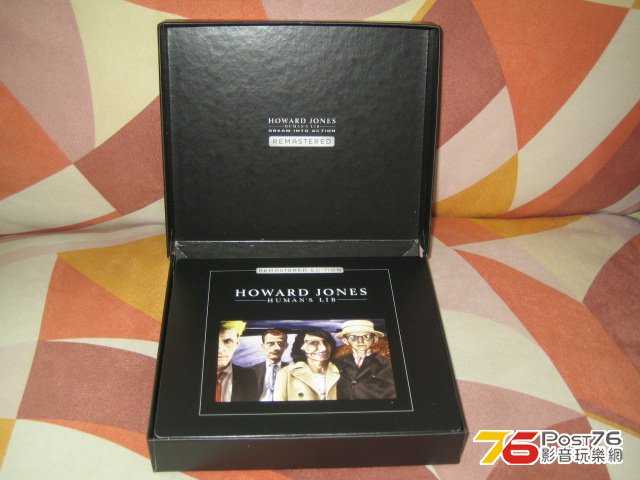 HOWARD JONES
HUMAN'S LIB
DREAM INTO ACTION
REMASTERED
REMASTERED EDITION
HOWARD JONES
HUMAN'S LIB
76 Post76
影音玩樂網